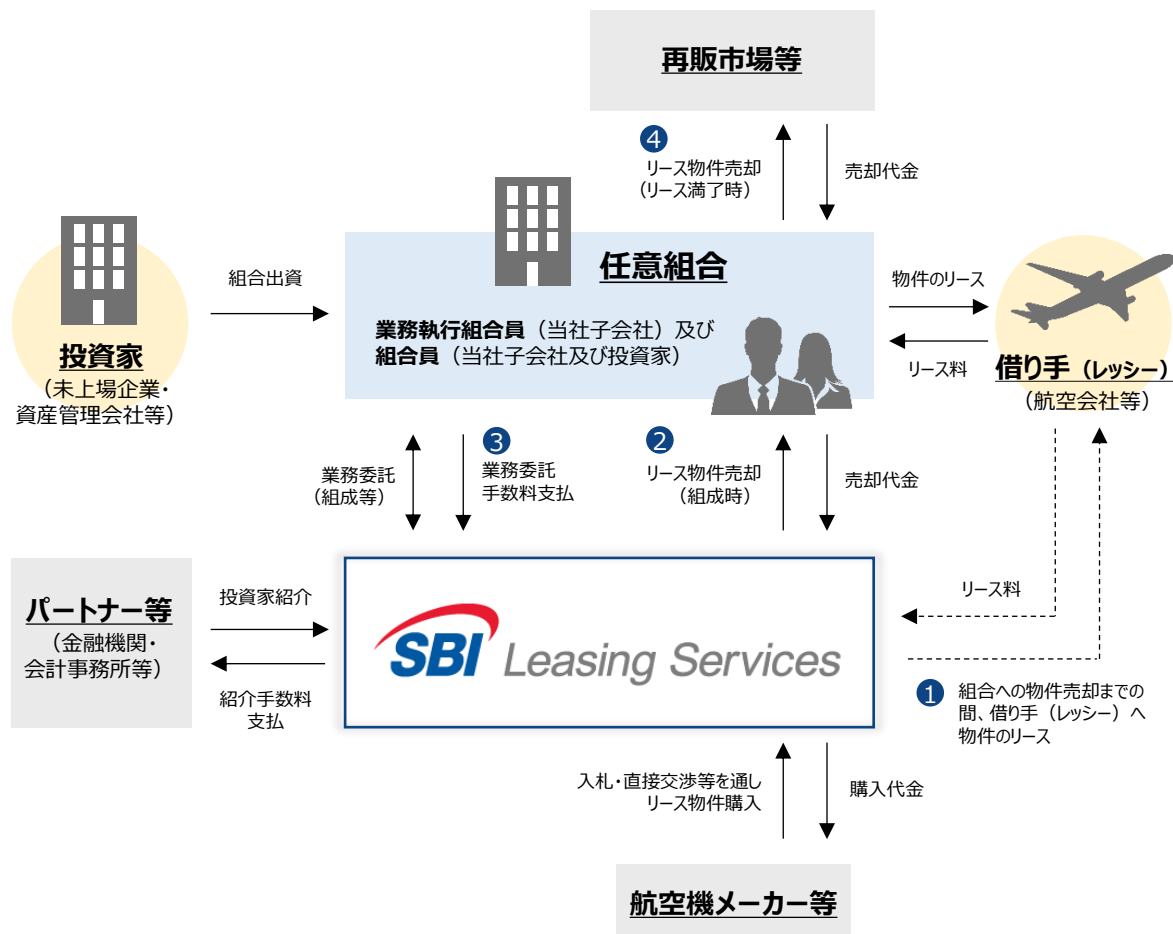 再販市場等
4
リース物件売却
(リース満了時)
売却代金
投資家
(未上場企業・
資産管理会社等)
組合出資
任意組合
業務執行組合員（当社子会社）及び
組合員（当社子会社及び投資家）
物件のリース
リース料
借り手（レッシー）
(航空会社等)
業務委託
(組成等)
3
業務委託
手数料支払
2
リース物件売却
(組成時)
売却代金
パートナー等
(金融機関・
会計事務所等)
投資家紹介
紹介手数料
支払
SBI Leasing Services
リース料
1
組合への物件売却までの
間、借り手（レッシー）へ
物件のリース
入札・直接交渉等を通し
リース物件購入
購入代金
航空機メーカー等